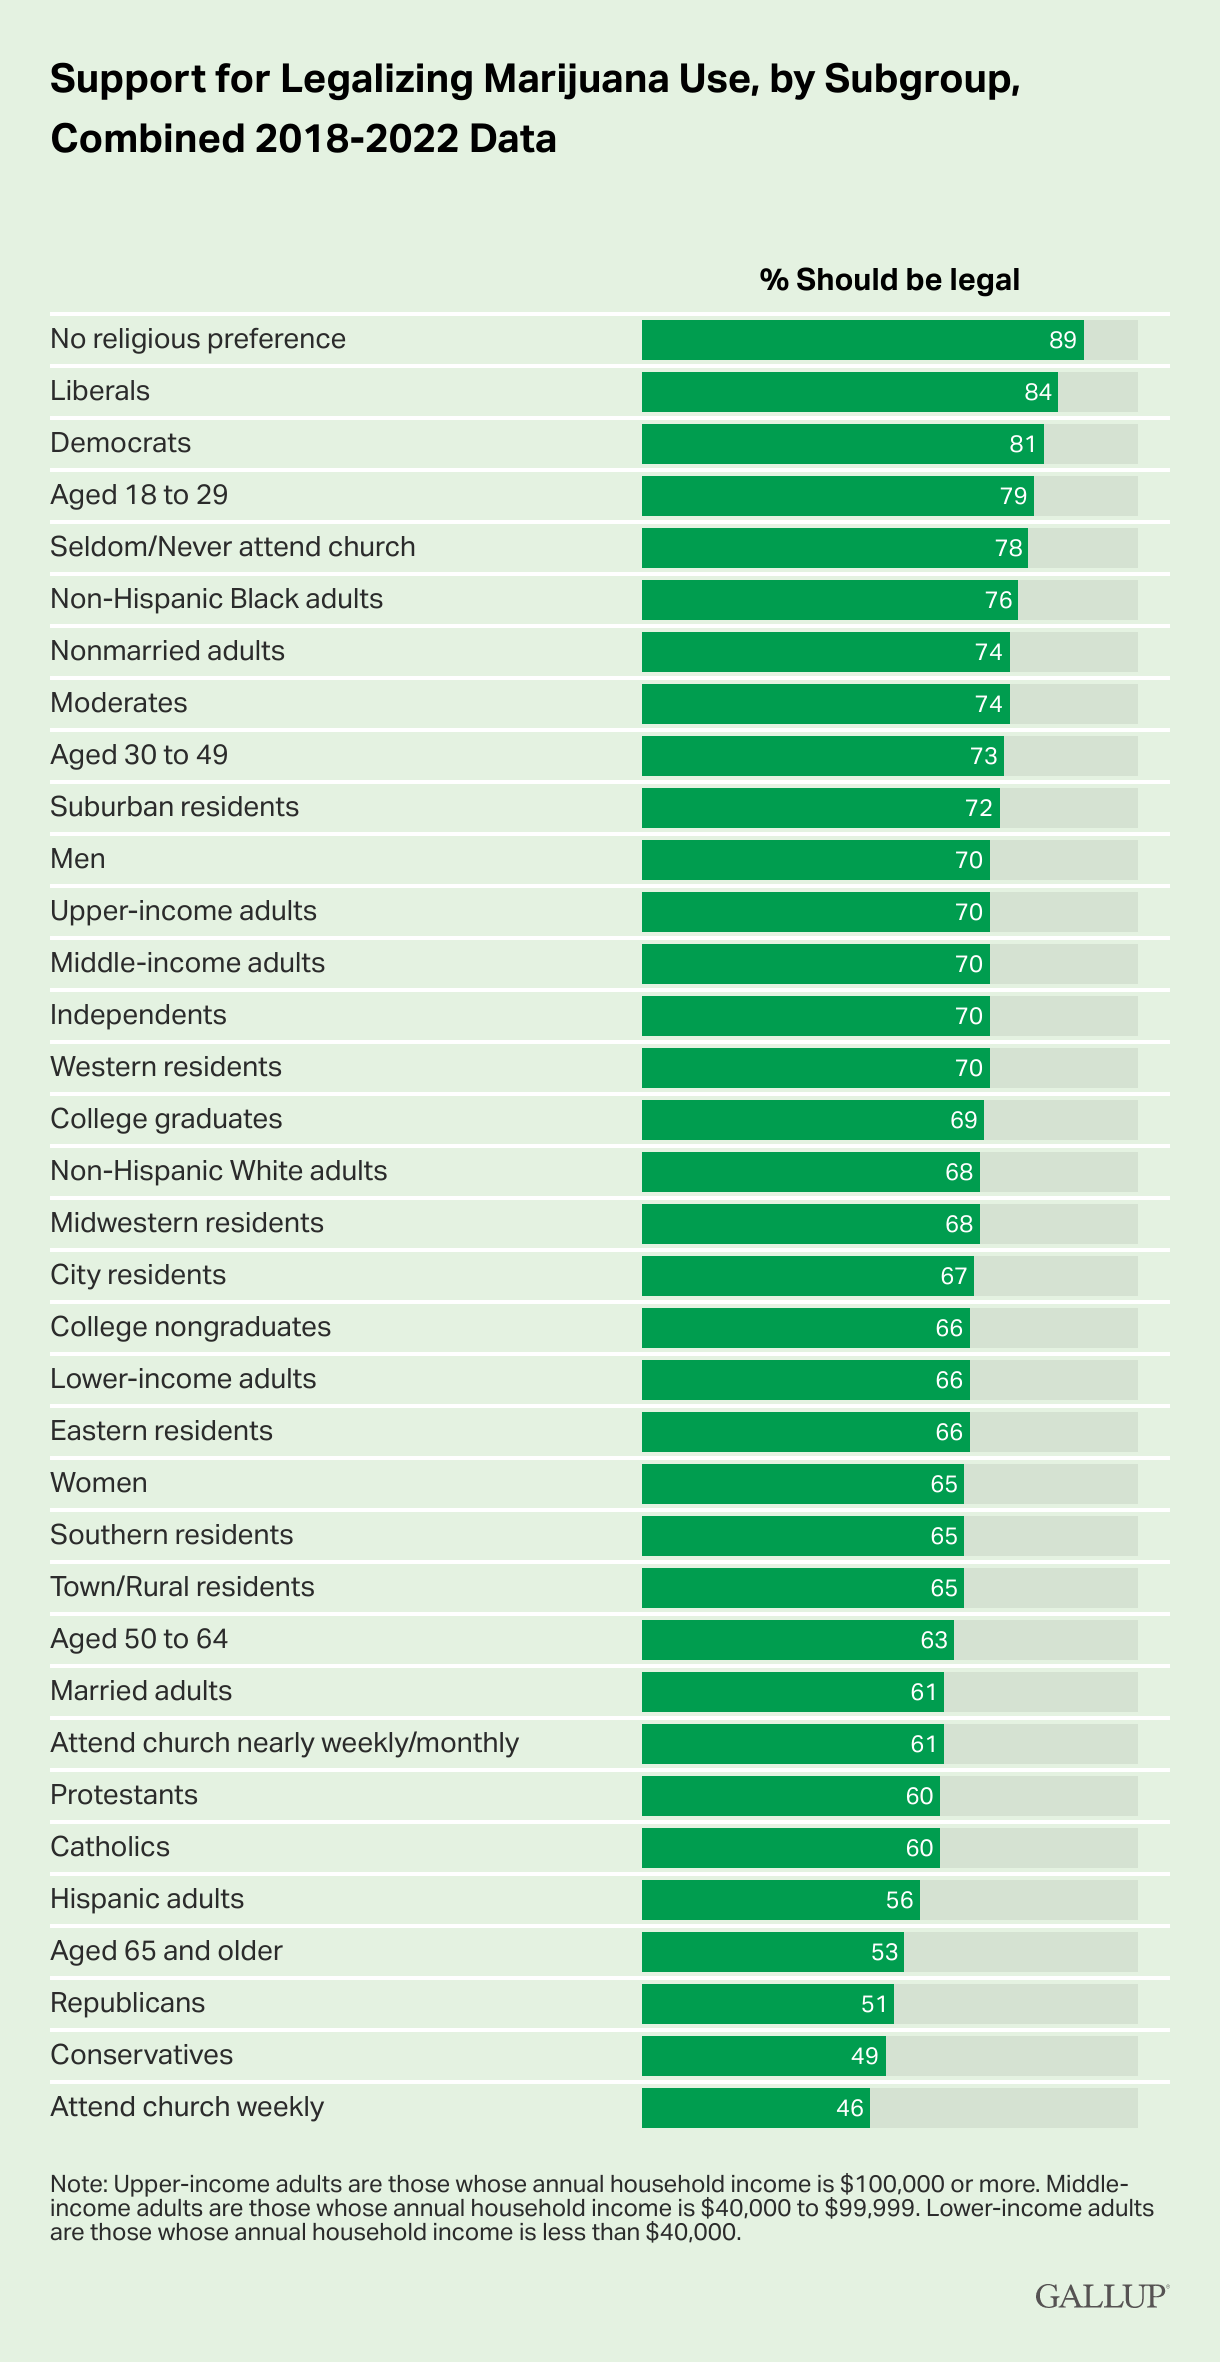 Support for Legalizing Marijuana Use, by Subgroup,
Combined 2018-2022 Data
% Should be legal
No religious preference 89
Liberals 84
Democrats 81
Aged 18 to 29 79
Seldom/Never attend church 78
Non-Hispanic Black adults 76
Nonmarried adults 74
Moderates 74
Aged 30 to 49 73
Suburban residents 72
Men 70
Upper-income adults 70
Middle-income adults 70
Independents 70
Western residents 70
College graduates 69
Non-Hispanic White adults 68
Midwestern residents 68
City residents 67
College nongraduates 66
Lower-income adults 66
Eastern residents 66
Women 65
Southern residents 65
Town/Rural residents 65
Aged 50 to 64 63
Married adults 61
Attend church nearly weekly/monthly 61
Protestants 60
Catholics 60
Hispanic adults 56
Aged 65 and older 53
Republicans 51
Conservatives 49
Attend church weekly 46
Note: Upper-income adults are those whose annual household income is $100,000 or more. Middle-
income adults are those whose annual household income is $40,000 to $99,999. Lower-income adults
are those whose annual household income is less than $40,000.
GALLUP®